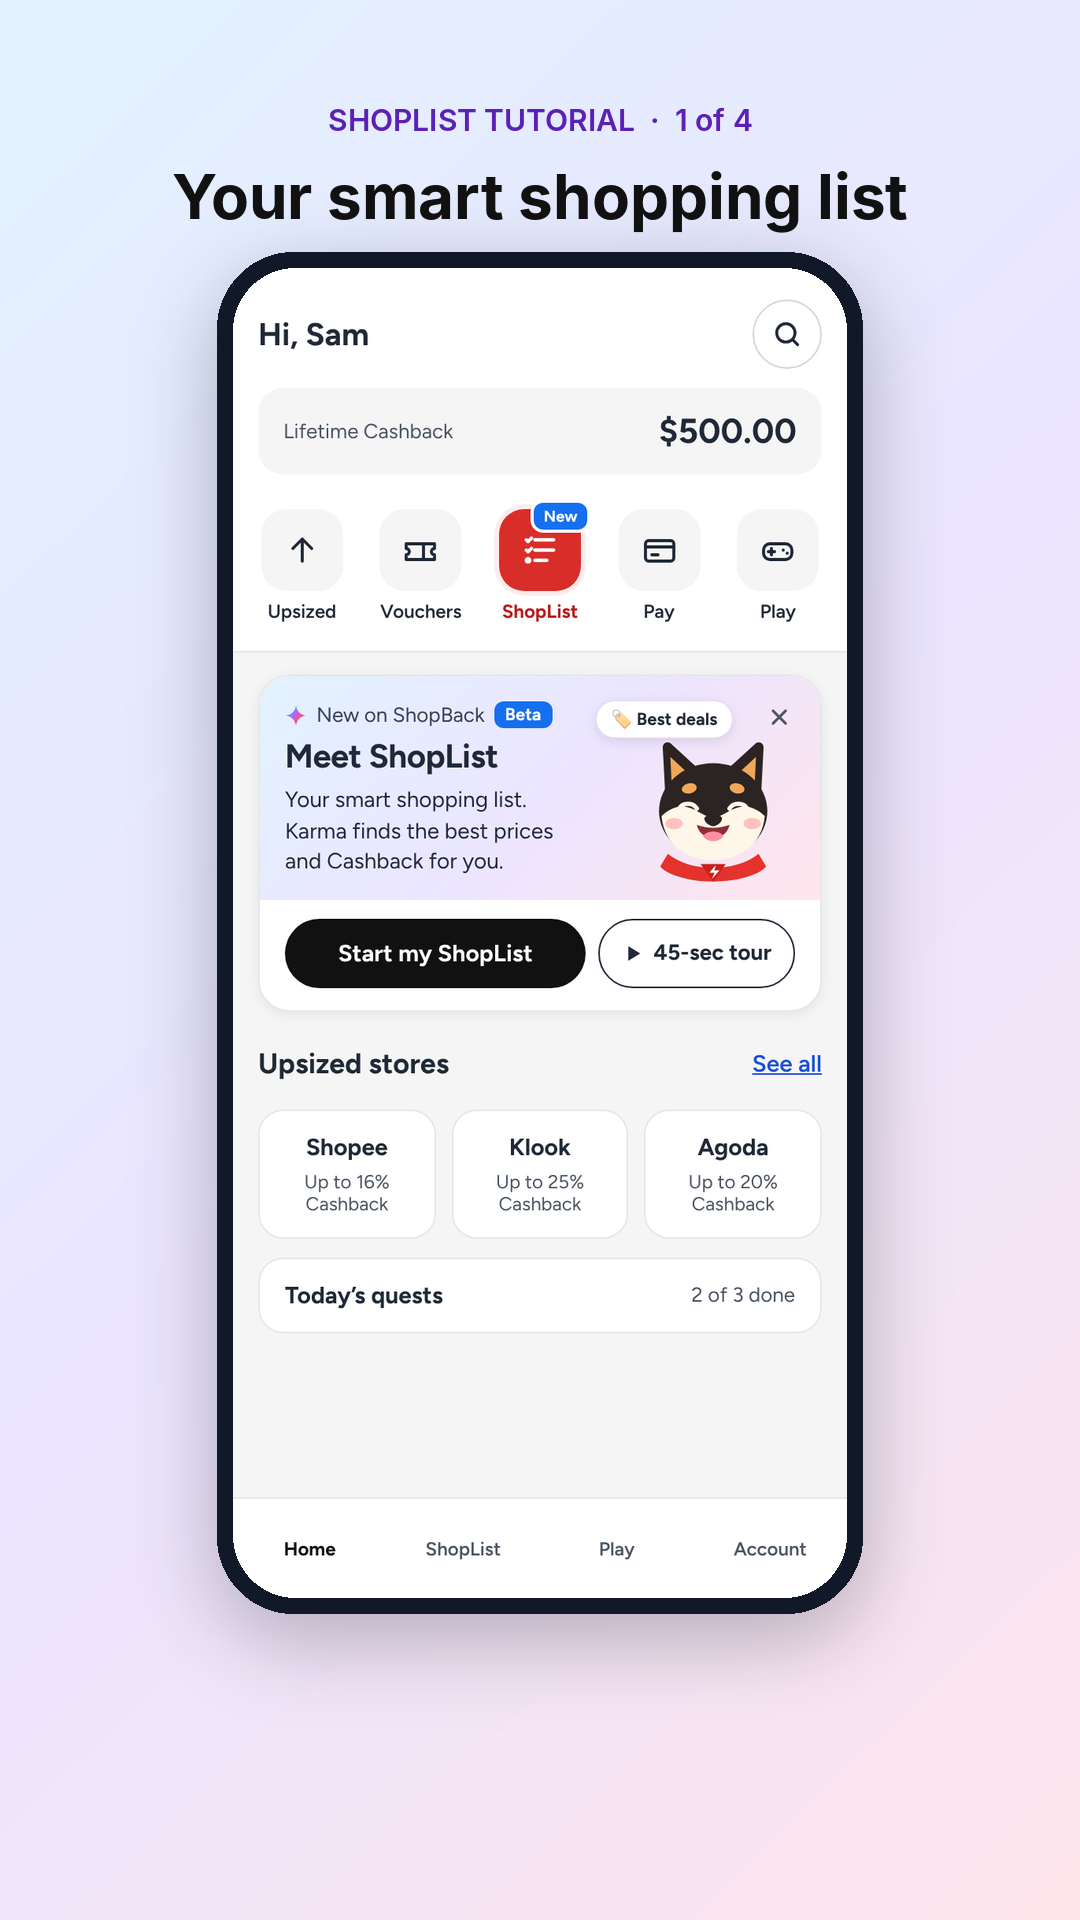 SHOPLIST TUTORIAL · 1 of 4
Your smart shopping list
Hi, Sam
Lifetime Cashback
$500.00
New
Upsized
Vouchers
ShopList
Pay
Play
New on ShopBack
Beta
Best deals
Meet ShopList
Your smart shopping list.
Karma finds the best prices
and Cashback for you.
Start my ShopList
45-sec tour
Upsized stores
See all
Shopee
Up to 16%
Cashback
Klook
Up to 25%
Cashback
Agoda
Up to 20%
Cashback
Today’s quests
2 of 3 done
Home
ShopList
Play
Account